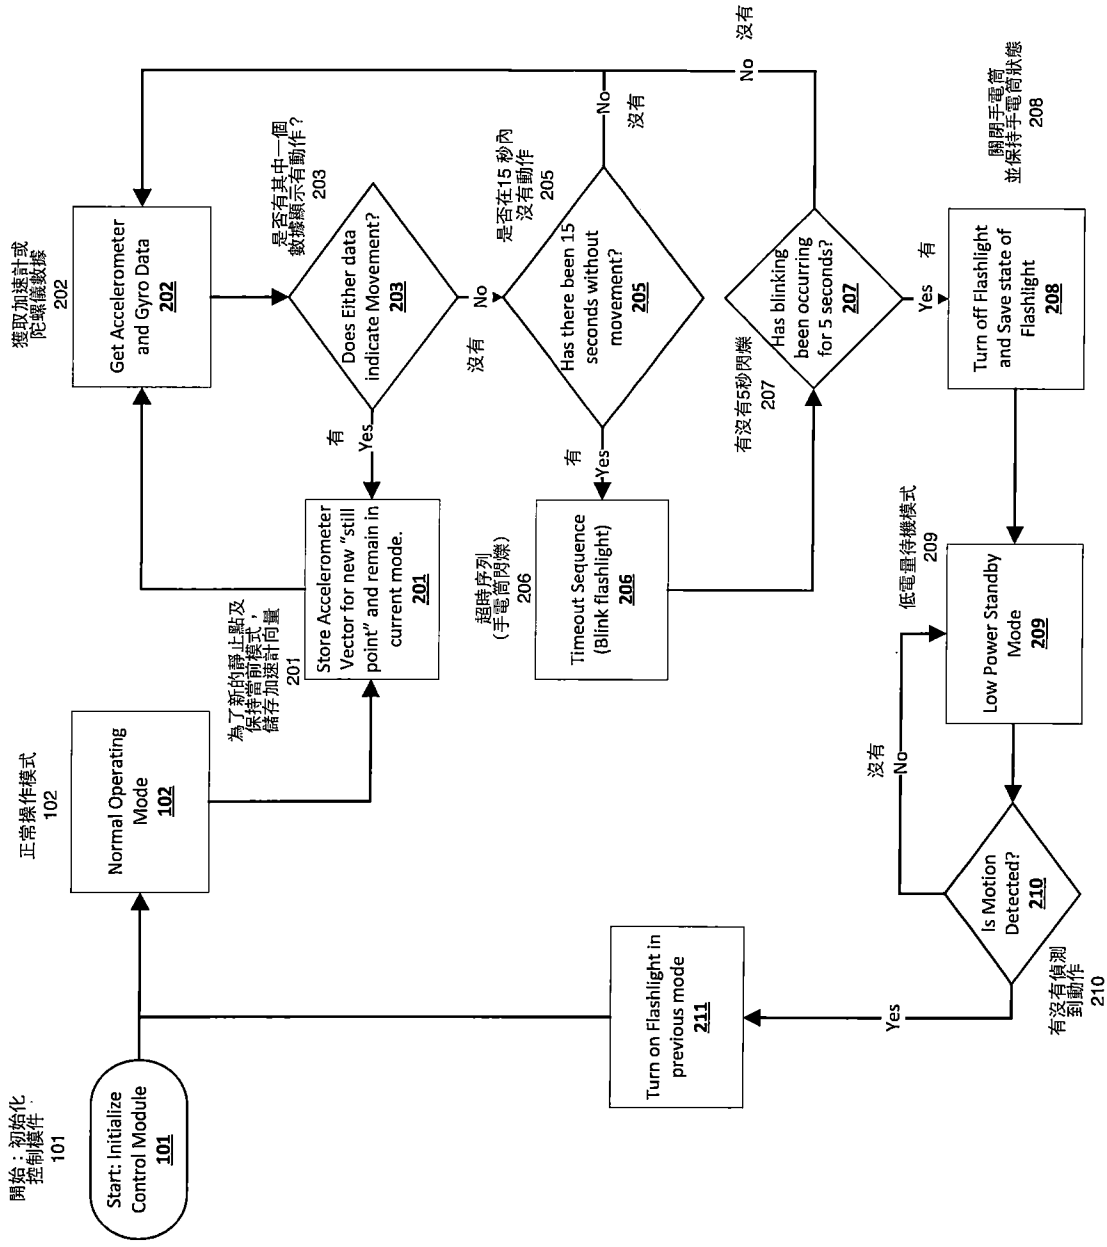 開始：初始化
控制模件
101
Start: Initialize
Control Module
101
正常操作模式
102
Normal Operating
Mode
102
獲取加速計或
陀螺儀數據
202
Get Accelerometer
and Gyro Data
202
為了新的靜止點及
保持當前模式，
儲存加速計向量
201
Store Accelerometer
Vector for new "still
point" and remain in
current mode.
201
有
Yes
是否有其中一個
數據顯示有動作？
203
Does Either data
indicate Movement?
203
沒有
No
是否在15 秒內
沒有動作
205
Has there been 15
seconds without
movement?
205
No
沒有
有
Yes
超時序列
(手電筒閃爍)
206
Timeout Sequence
(Blink flashlight)
206
有沒有5秒閃爍
207
Has blinking
been occurring
for 5 seconds?
207
No
沒有
Yes
有
關閉手電筒
並保持手電筒狀態
208
Turn off Flashlight
and Save state of
Flashlight
208
低電量待機模式
209
Low Power Standby
Mode
209
沒有
No
Is Motion
Detected?
210
有沒有偵測
到動作
210
Yes
Turn on Flashlight in
previous mode
211